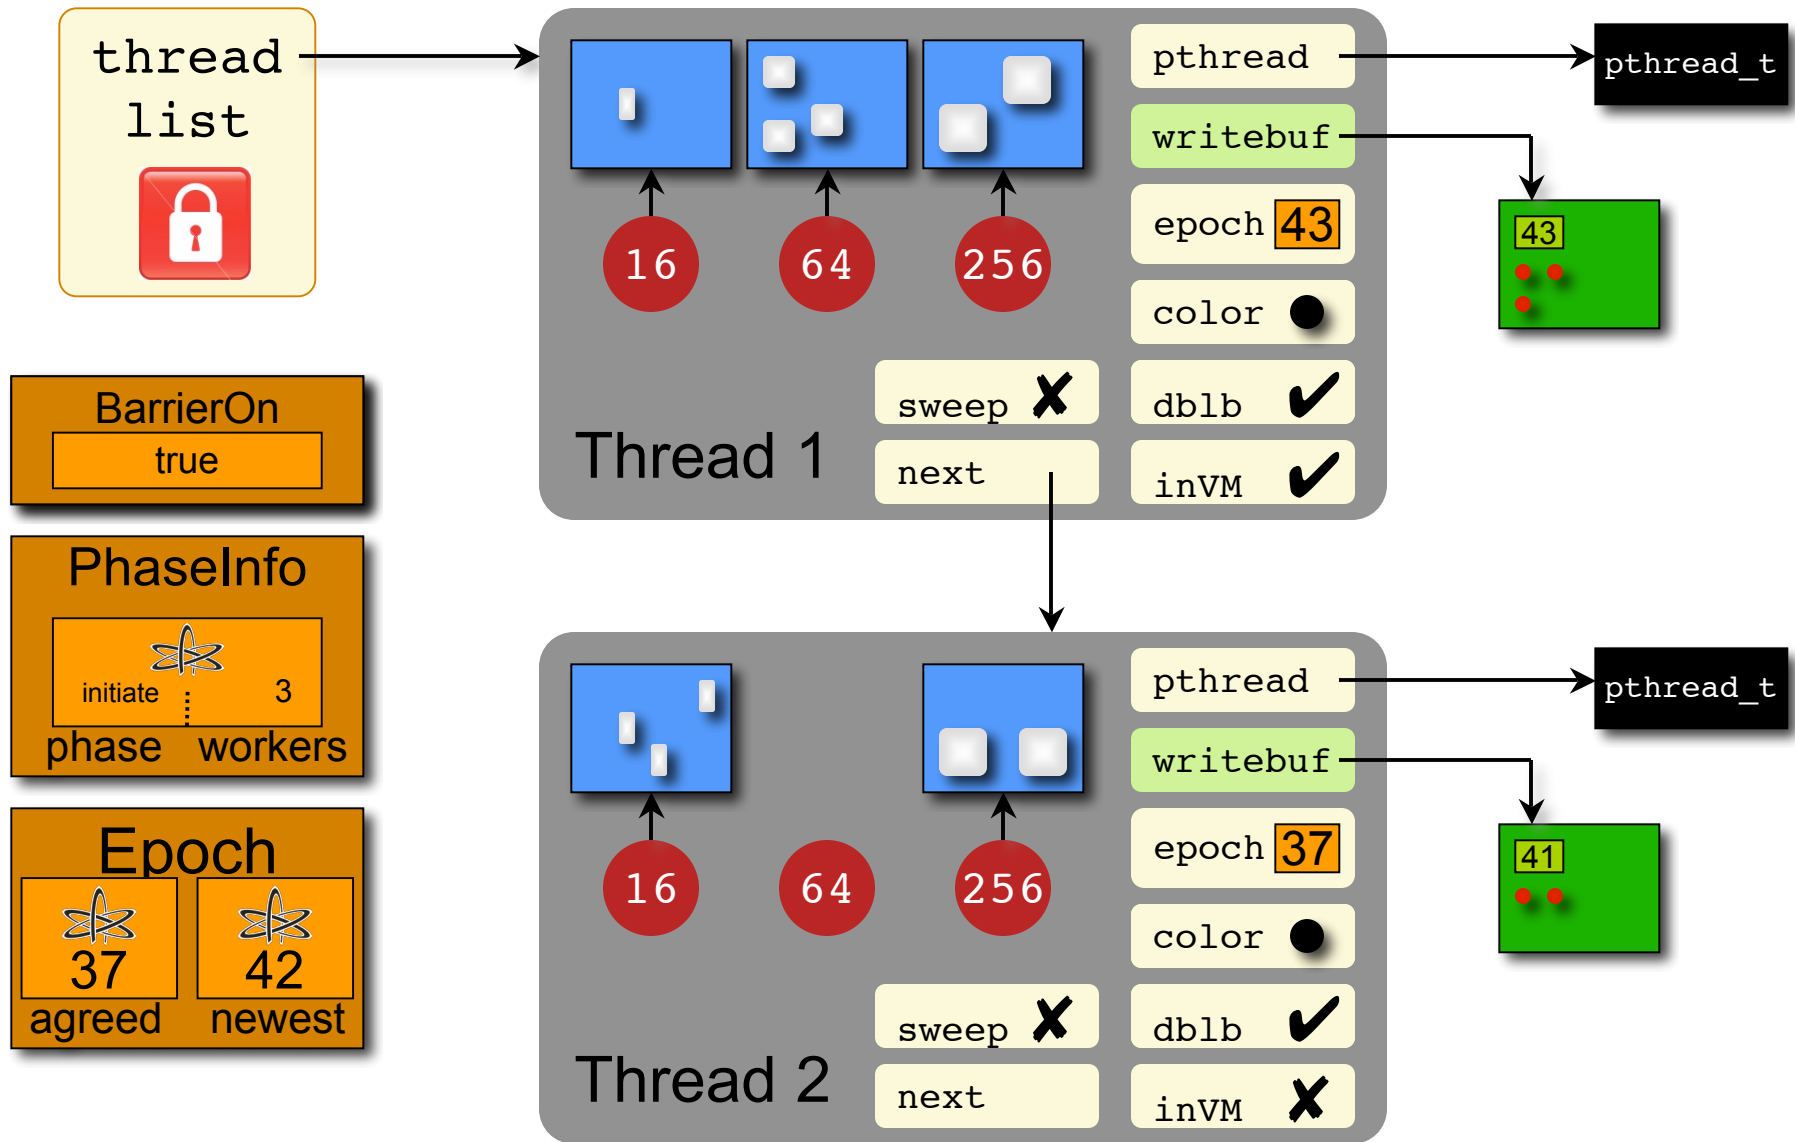 thread
list
BarrierOn
true
PhaseInfo
initiate 3
phase workers
Epoch
37 42
agreed newest
16 64 256
pthread
writebuf
epoch 43
color
sweep ✘ dblb ✔
Thread 1
next inVM ✔
pthread_t
43
16 64 256
pthread
writebuf
epoch 37
color
sweep ✘ dblb ✔
Thread 2
next inVM ✘
pthread_t
41